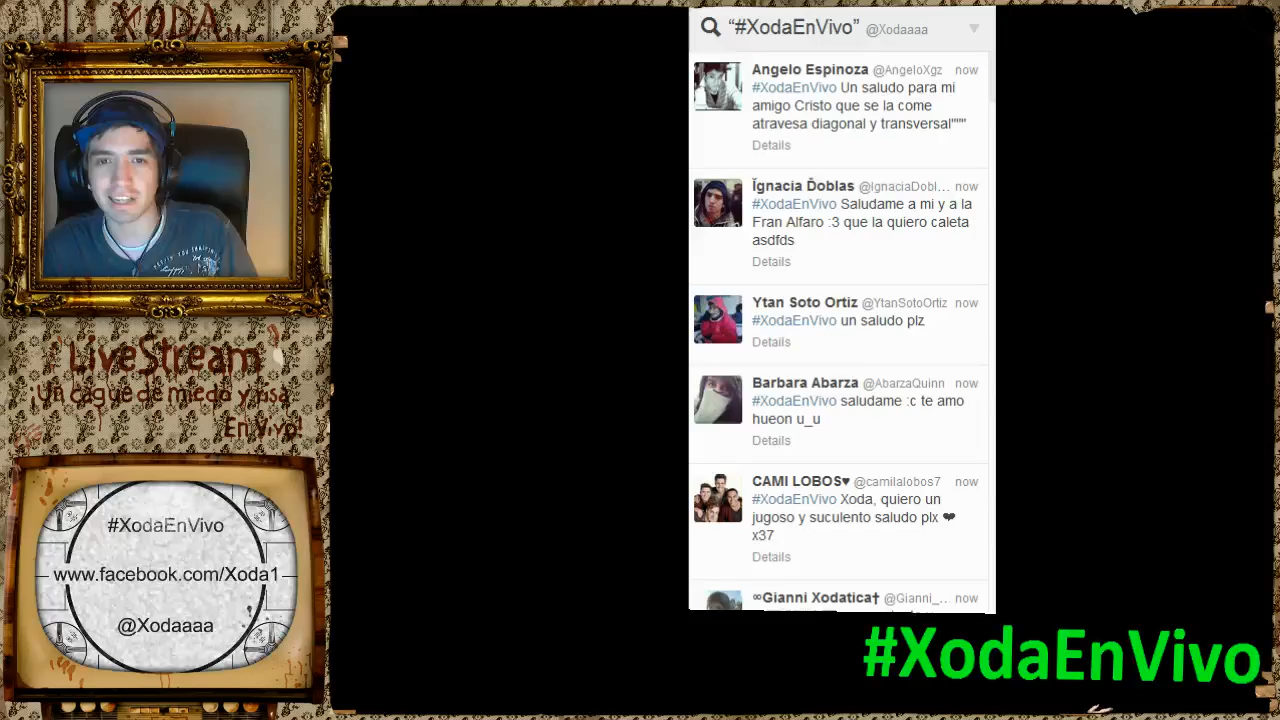 XODA
LiveStream
Un toque de miedo y risa
En Vivo!
#XodaEnVivo
www.facebook.com/Xoda1
@Xodaaaa
“#XodaEnVivo” @Xodaaaa
Angelo Espinoza @AngeloXgz now
#XodaEnVivo Un saludo para mi
amigo Cristo que se la come
atravesa diagonal y transversal""""
Details
Ĭgnacia Ďoblas @IgnaciaDobl... now
#XodaEnVivo Saludame a mi y a la
Fran Alfaro :3 que la quiero caleta
asdfds
Details
Ytan Soto Ortiz @YtanSotoOrtiz now
#XodaEnVivo un saludo plz
Details
Barbara Abarza @AbarzaQuinn now
#XodaEnVivo saludame :c te amo
hueon u_u
Details
CAMI LOBOS♥ @camilalobos7 now
#XodaEnVivo Xoda, quiero un
jugoso y suculento saludo plx ❤
x37
Details
∞Gianni Xodatica† @Gianni_... now
#XodaEnVivo